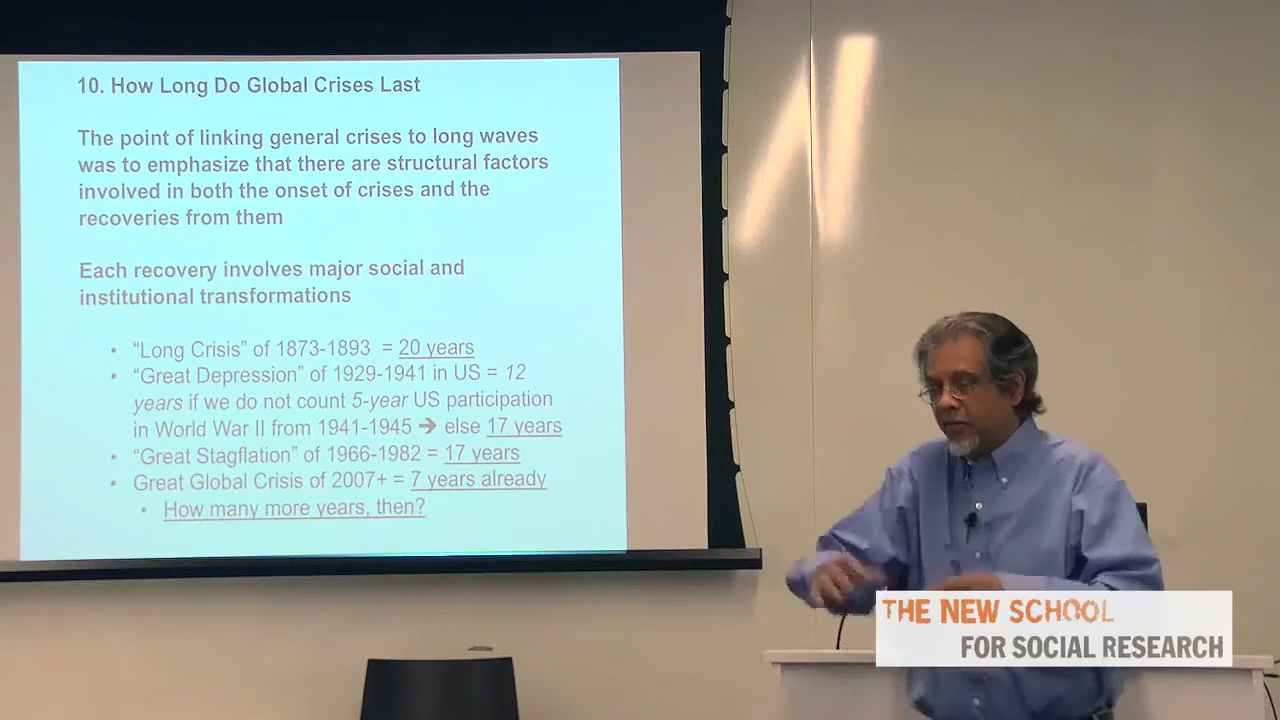 10. How Long Do Global Crises Last
The point of linking general crises to long waves
was to emphasize that there are structural factors
involved in both the onset of crises and the
recoveries from them
Each recovery involves major social and
institutional transformations
• “Long Crisis” of 1873-1893 = 20 years
• “Great Depression” of 1929-1941 in US = 12
years if we do not count 5-year US participation
in World War II from 1941-1945 ➔ else 17 years
• “Great Stagflation” of 1966-1982 = 17 years
• Great Global Crisis of 2007+ = 7 years already
• How many more years, then?
THE NEW SCHOOL
FOR SOCIAL RESEARCH